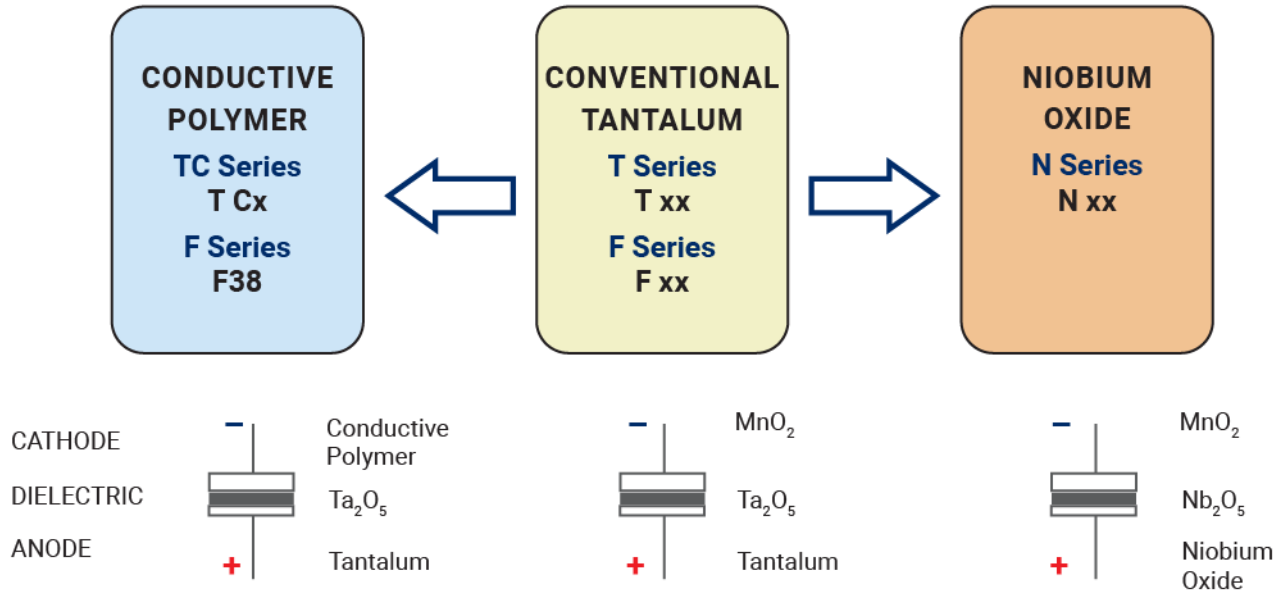 CONDUCTIVE
POLYMER
TC Series
T Cx
F Series
F38
CONVENTIONAL
TANTALUM
T Series
T xx
F Series
F xx
NIOBIUM
OXIDE
N Series
N xx
CATHODE
DIELECTRIC
ANODE
–
Conductive
Polymer
Ta₂O₅
+
Tantalum
–
MnO₂
Ta₂O₅
+
Tantalum
–
MnO₂
Nb₂O₅
+
Niobium
Oxide